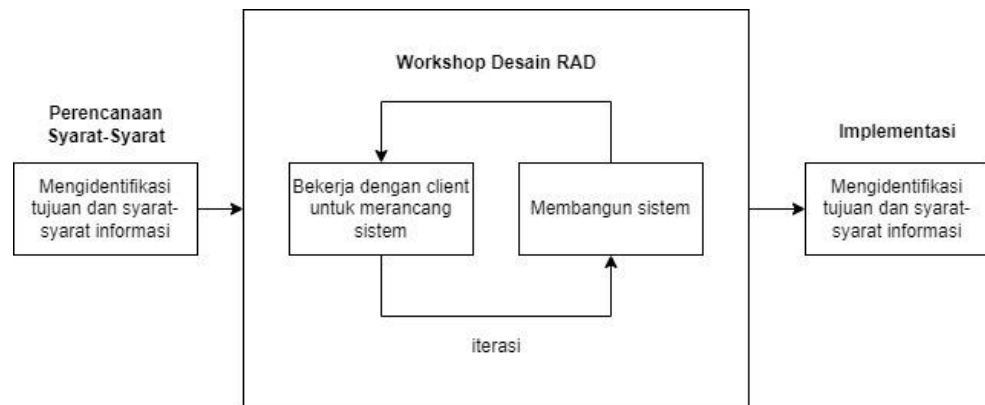 Workshop Desain RAD
Perencanaan
Syarat-Syarat
Mengidentifikasi
tujuan dan syarat-
syarat informasi
Bekerja dengan client
untuk merancang
sistem
Membangun sistem
iterasi
Implementasi
Mengidentifikasi
tujuan dan syarat-
syarat informasi